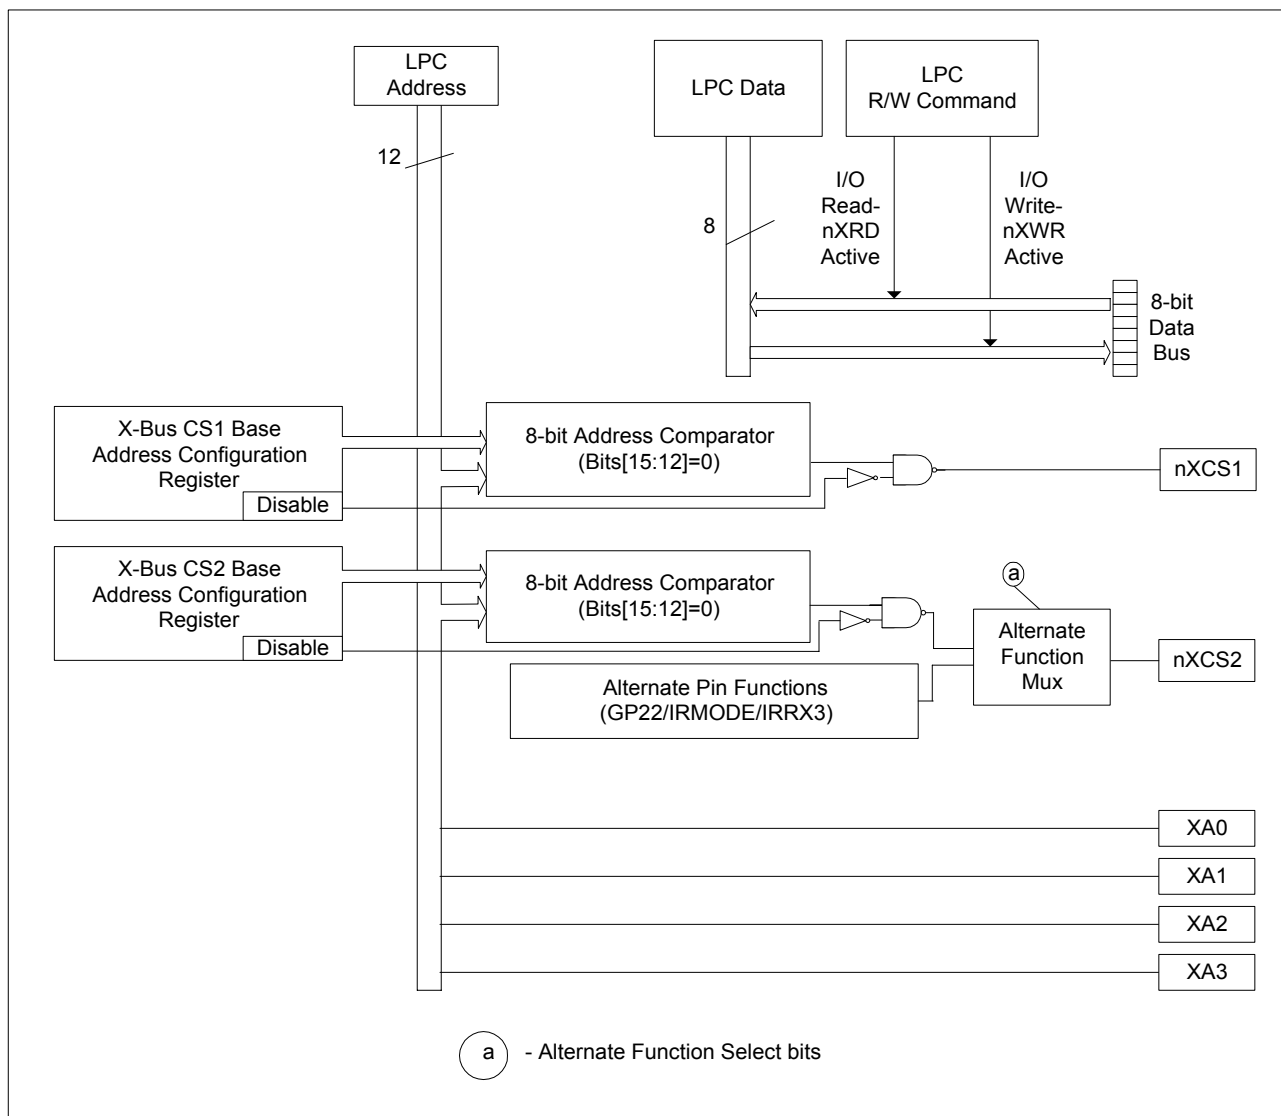 LPC
Address
LPC Data
LPC
R/W Command
12
8
I/O
Read-
nXRD
Active
I/O
Write-
nXWR
Active
8-bit
Data
Bus
X-Bus CS1 Base
Address Configuration
Register
Disable
8-bit Address Comparator
(Bits[15:12]=0)
nXCS1
X-Bus CS2 Base
Address Configuration
Register
Disable
8-bit Address Comparator
(Bits[15:12]=0)
a
Alternate
Function
Mux
nXCS2
Alternate Pin Functions
(GP22/IRMODE/IRRX3)
XA0
XA1
XA2
XA3
a - Alternate Function Select bits